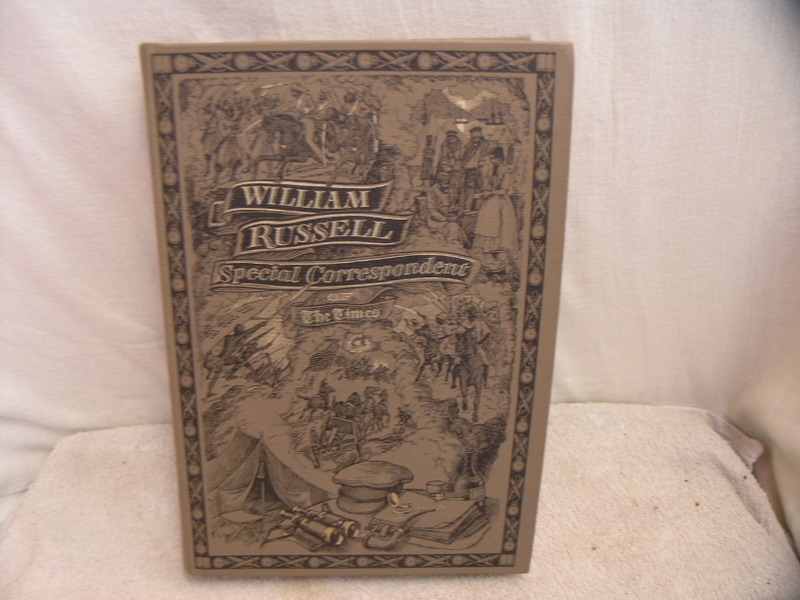 WILLIAM
RUSSELL
Special Correspondent
OF
The Times